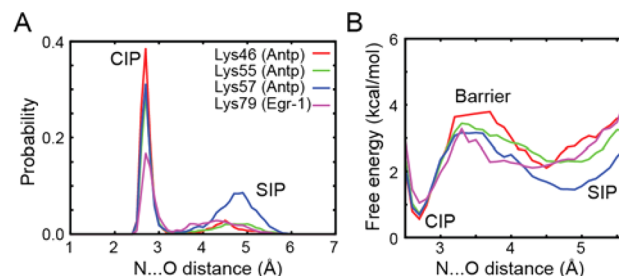 A
B
0.4
0.2
0.0
Probability
CIP
Lys46 (Antp)
Lys55 (Antp)
Lys57 (Antp)
Lys79 (Egr-1)
SIP
1 2 3 4 5 6 7
N...O distance (Å)
6
4
2
0
Free energy (kcal/mol)
Barrier
CIP
SIP
3 4 5
N...O distance (Å)